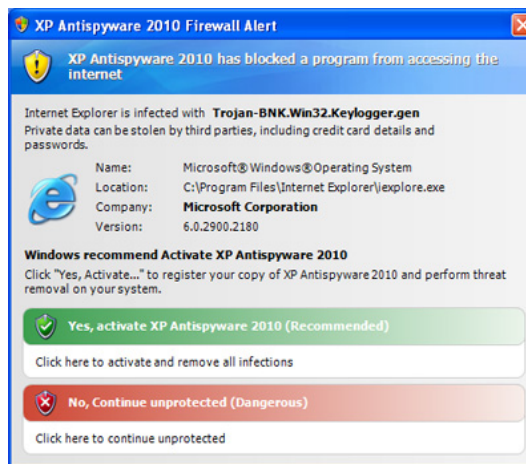 XP Antispyware 2010 Firewall Alert
XP Antispyware 2010 has blocked a program from accessing the
internet
Internet Explorer is infected with Trojan-BNK.Win32.Keylogger.gen
Private data can be stolen by third parties, including credit card details and
passwords.
Name: Microsoft® Windows® Operating System
Location: C:\Program Files\Internet Explorer\iexplore.exe
Company: Microsoft Corporation
Version: 6.0.2900.2180
Windows recommend Activate XP Antispyware 2010
Click "Yes, Activate..." to register your copy of XP Antispyware 2010 and perform threat
removal on your system.
Yes, activate XP Antispyware 2010 (Recommended)
Click here to activate and remove all infections
No, Continue unprotected (Dangerous)
Click here to continue unprotected